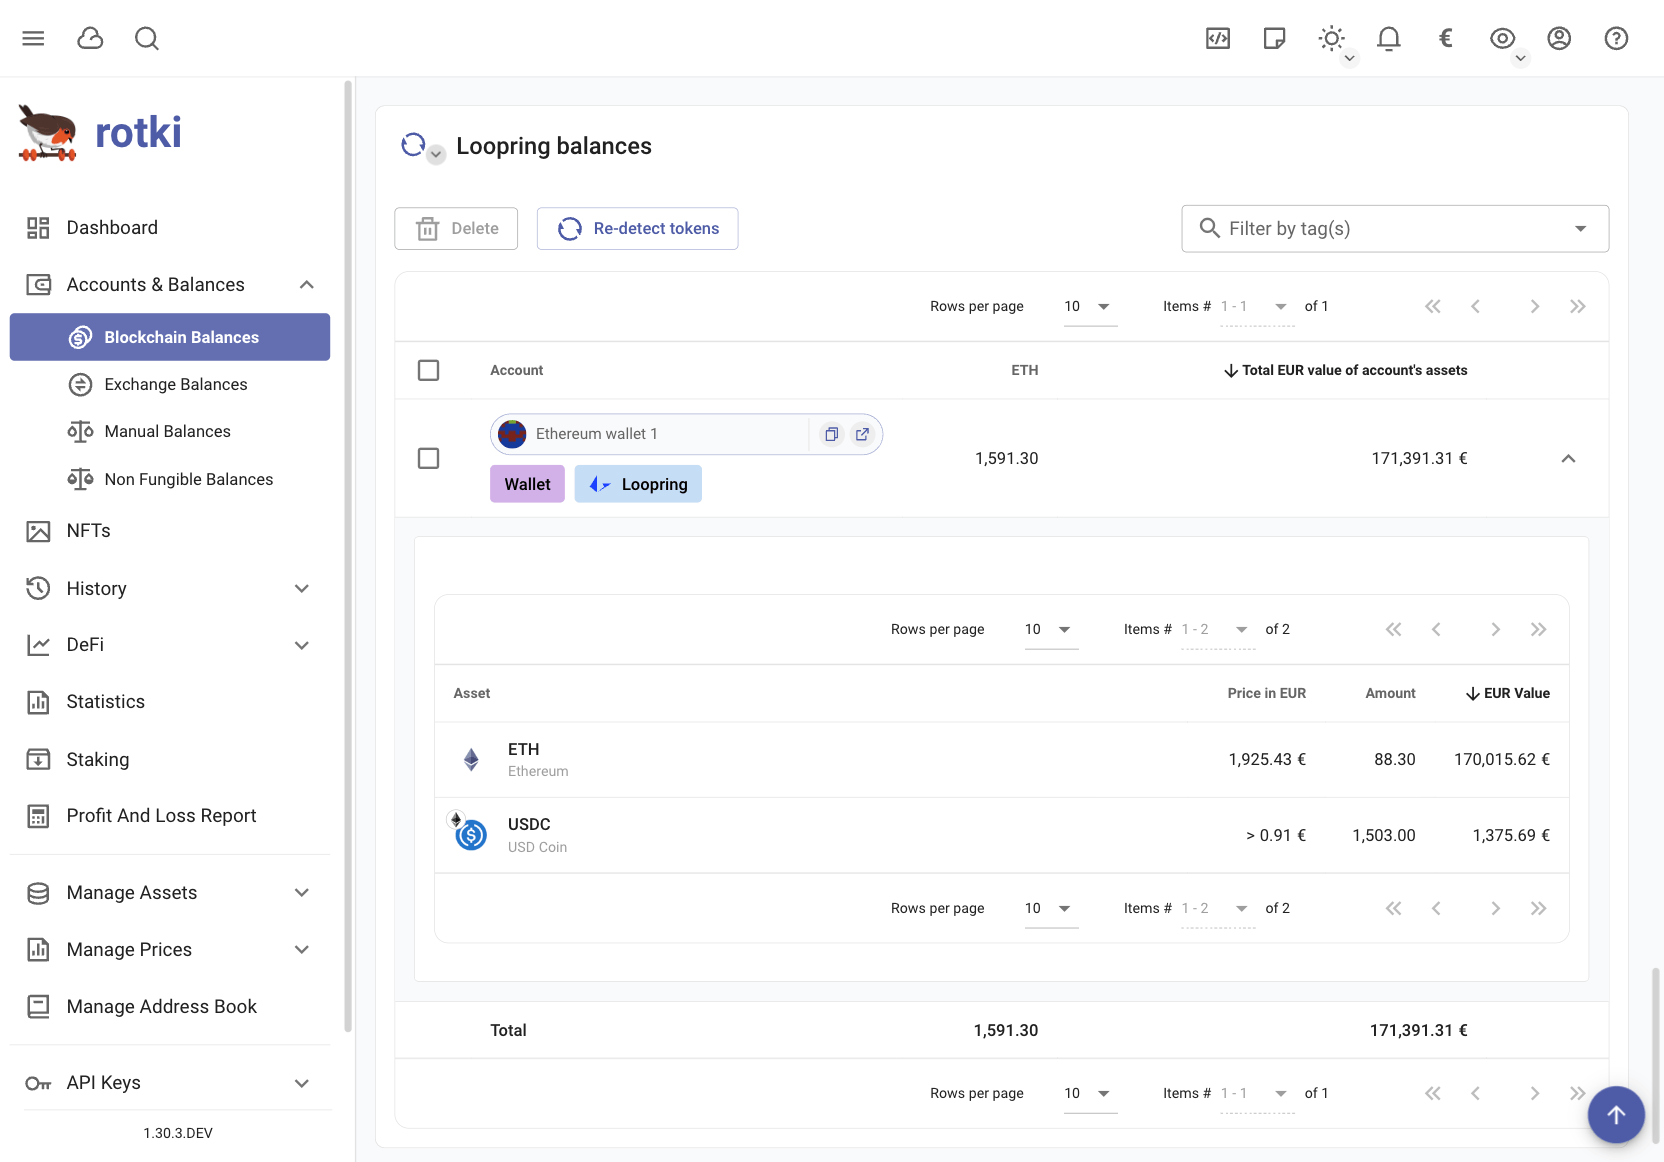 €
rotki
Dashboard
Accounts & Balances
Blockchain Balances
Exchange Balances
Manual Balances
Non Fungible Balances
NFTs
History
DeFi
Statistics
Staking
Profit And Loss Report
Manage Assets
Manage Prices
Manage Address Book
API Keys
1.30.3.DEV
Loopring balances
Delete
Re-detect tokens
Filter by tag(s)
Rows per page 10 Items # 1 - 1 of 1
Account ETH Total EUR value of account's assets
Ethereum wallet 1
1,591.30 171,391.31 €
Wallet Loopring
Rows per page 10 Items # 1 - 2 of 2
Asset Price in EUR Amount EUR Value
ETH
Ethereum
1,925.43 € 88.30 170,015.62 €
USDC
USD Coin
> 0.91 € 1,503.00 1,375.69 €
Rows per page 10 Items # 1 - 2 of 2
Total 1,591.30 171,391.31 €
Rows per page 10 Items # 1 - 1 of 1